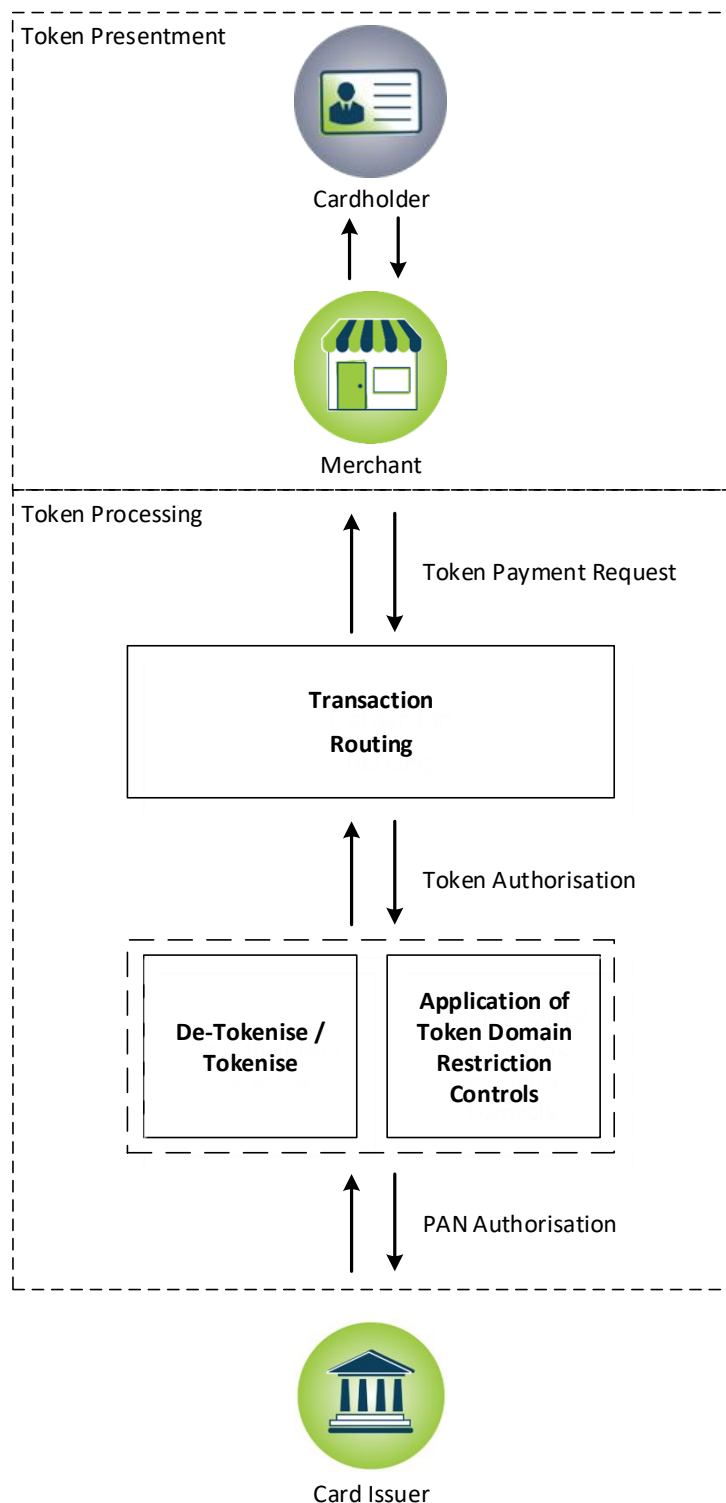 Token Presentment
Cardholder
Merchant
Token Processing
Token Payment Request
Transaction
Routing
Token Authorisation
De-Tokenise /
Tokenise
Application of
Token Domain
Restriction
Controls
PAN Authorisation
Card Issuer